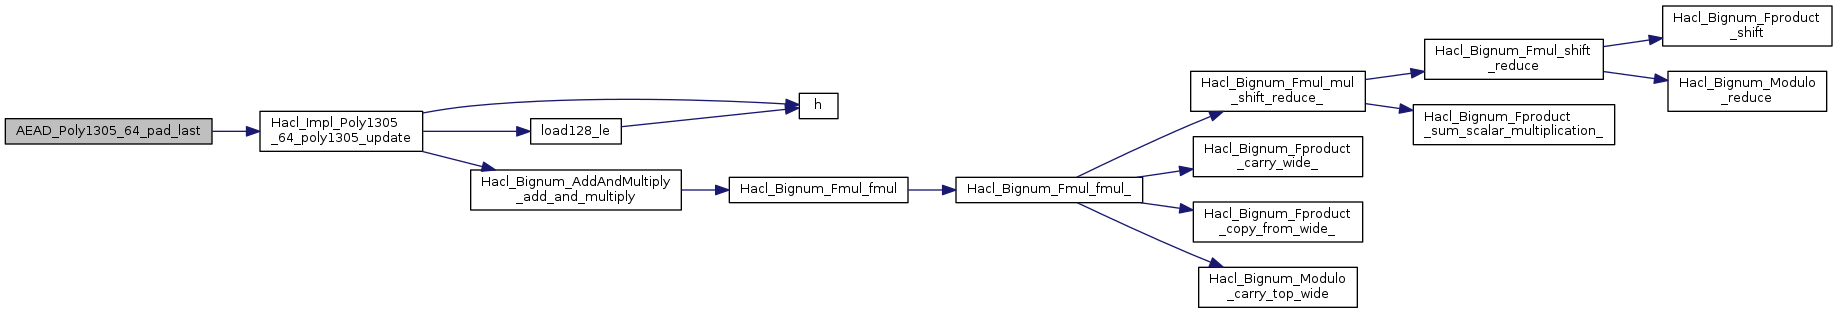 AEAD_Poly1305_64_pad_last
Hacl_Impl_Poly1305
_64_poly1305_update
h
load128_le
Hacl_Bignum_AddAndMultiply
_add_and_multiply
Hacl_Bignum_Fmul_fmul
Hacl_Bignum_Fmul_fmul_
Hacl_Bignum_Fmul_mul
_shift_reduce_
Hacl_Bignum_Fproduct
_carry_wide_
Hacl_Bignum_Fproduct
_copy_from_wide_
Hacl_Bignum_Modulo
_carry_top_wide
Hacl_Bignum_Fmul_shift
_reduce
Hacl_Bignum_Fproduct
_sum_scalar_multiplication_
Hacl_Bignum_Fproduct
_shift
Hacl_Bignum_Modulo
_reduce